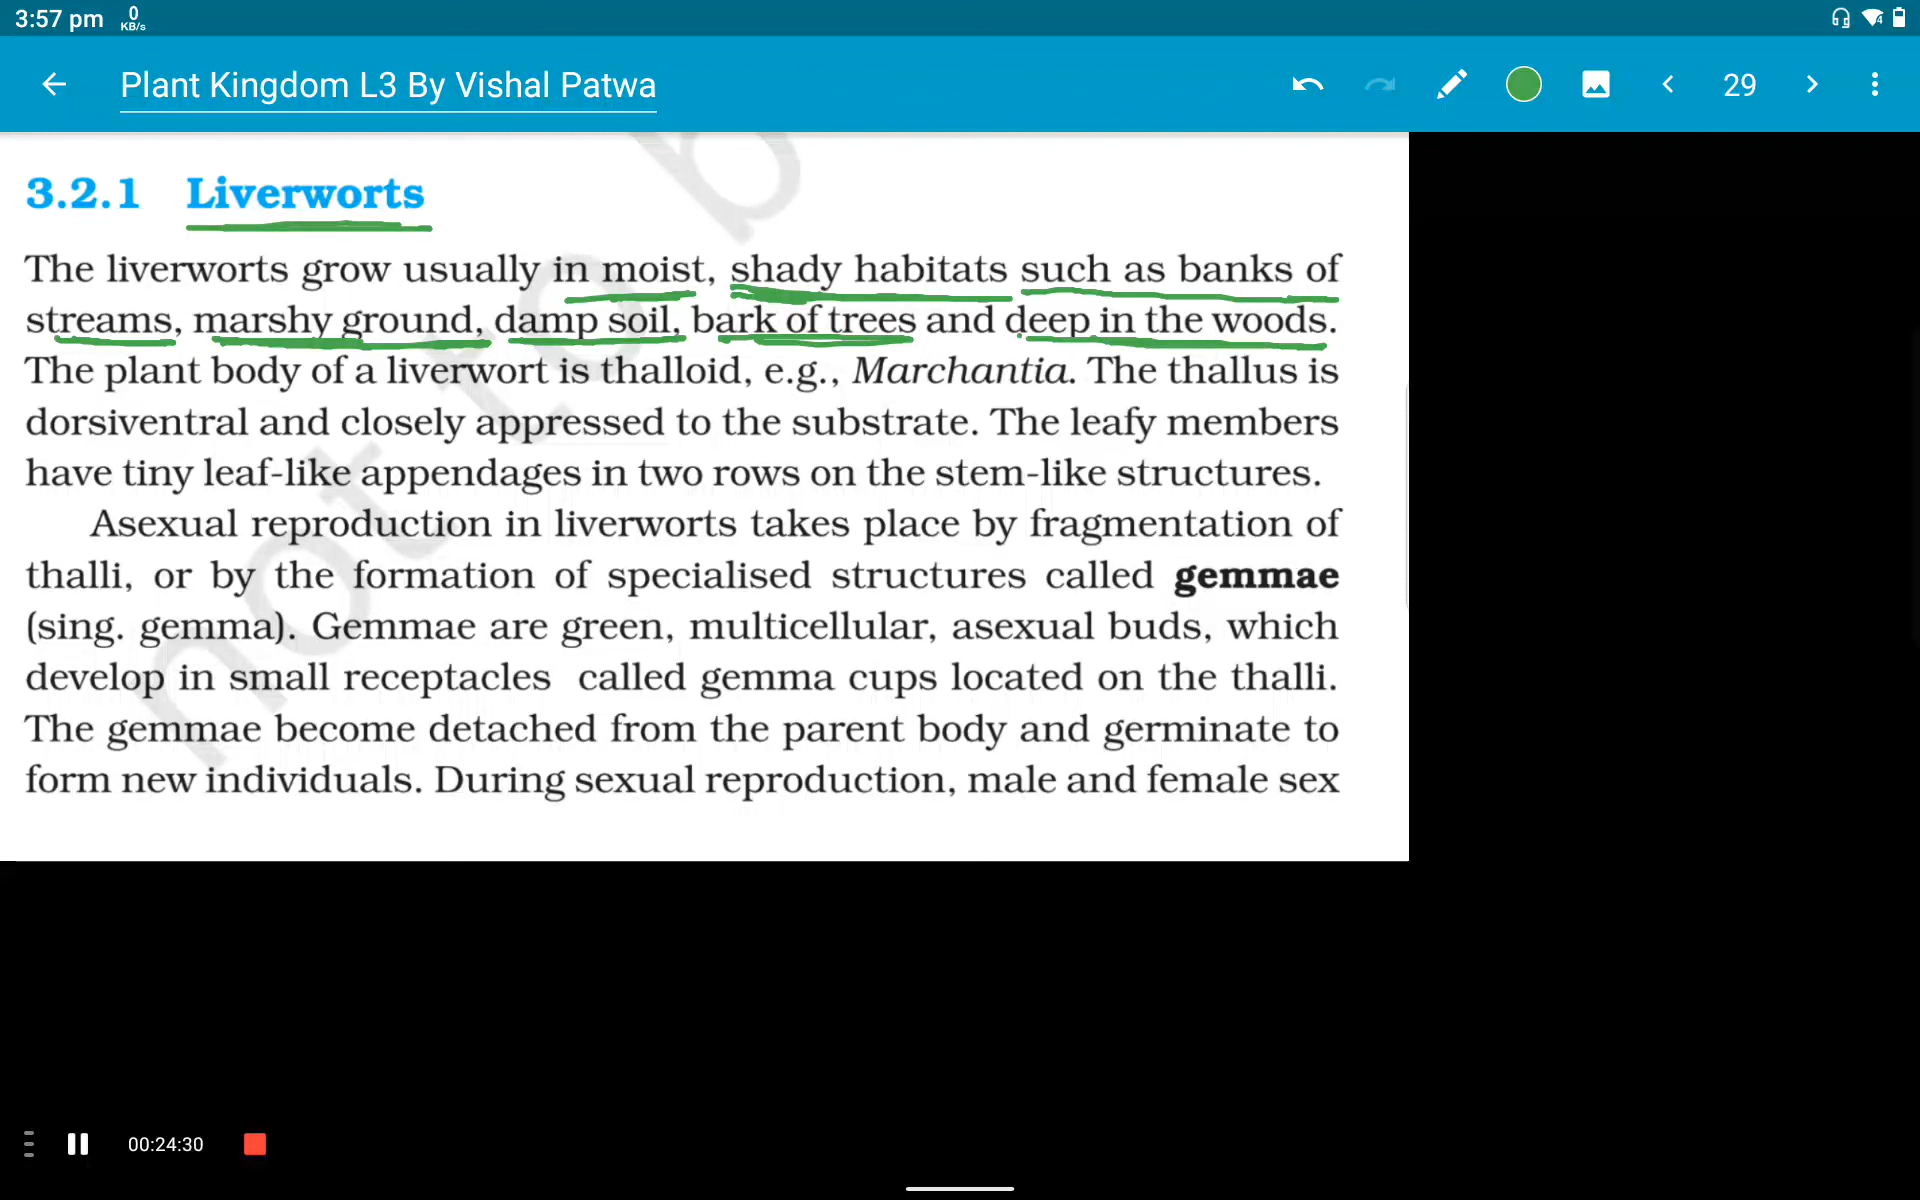 3:57 pm 0 KB/s
Plant Kingdom L3 By Vishal Patwa 29
3.2.1 Liverworts
The liverworts grow usually in moist, shady habitats such as banks of
streams, marshy ground, damp soil, bark of trees and deep in the woods.
The plant body of a liverwort is thalloid, e.g., Marchantia. The thallus is
dorsiventral and closely appressed to the substrate. The leafy members
have tiny leaf-like appendages in two rows on the stem-like structures.
Asexual reproduction in liverworts takes place by fragmentation of
thalli, or by the formation of specialised structures called gemmae
(sing. gemma). Gemmae are green, multicellular, asexual buds, which
develop in small receptacles called gemma cups located on the thalli.
The gemmae become detached from the parent body and germinate to
form new individuals. During sexual reproduction, male and female sex
not to b
00:24:30